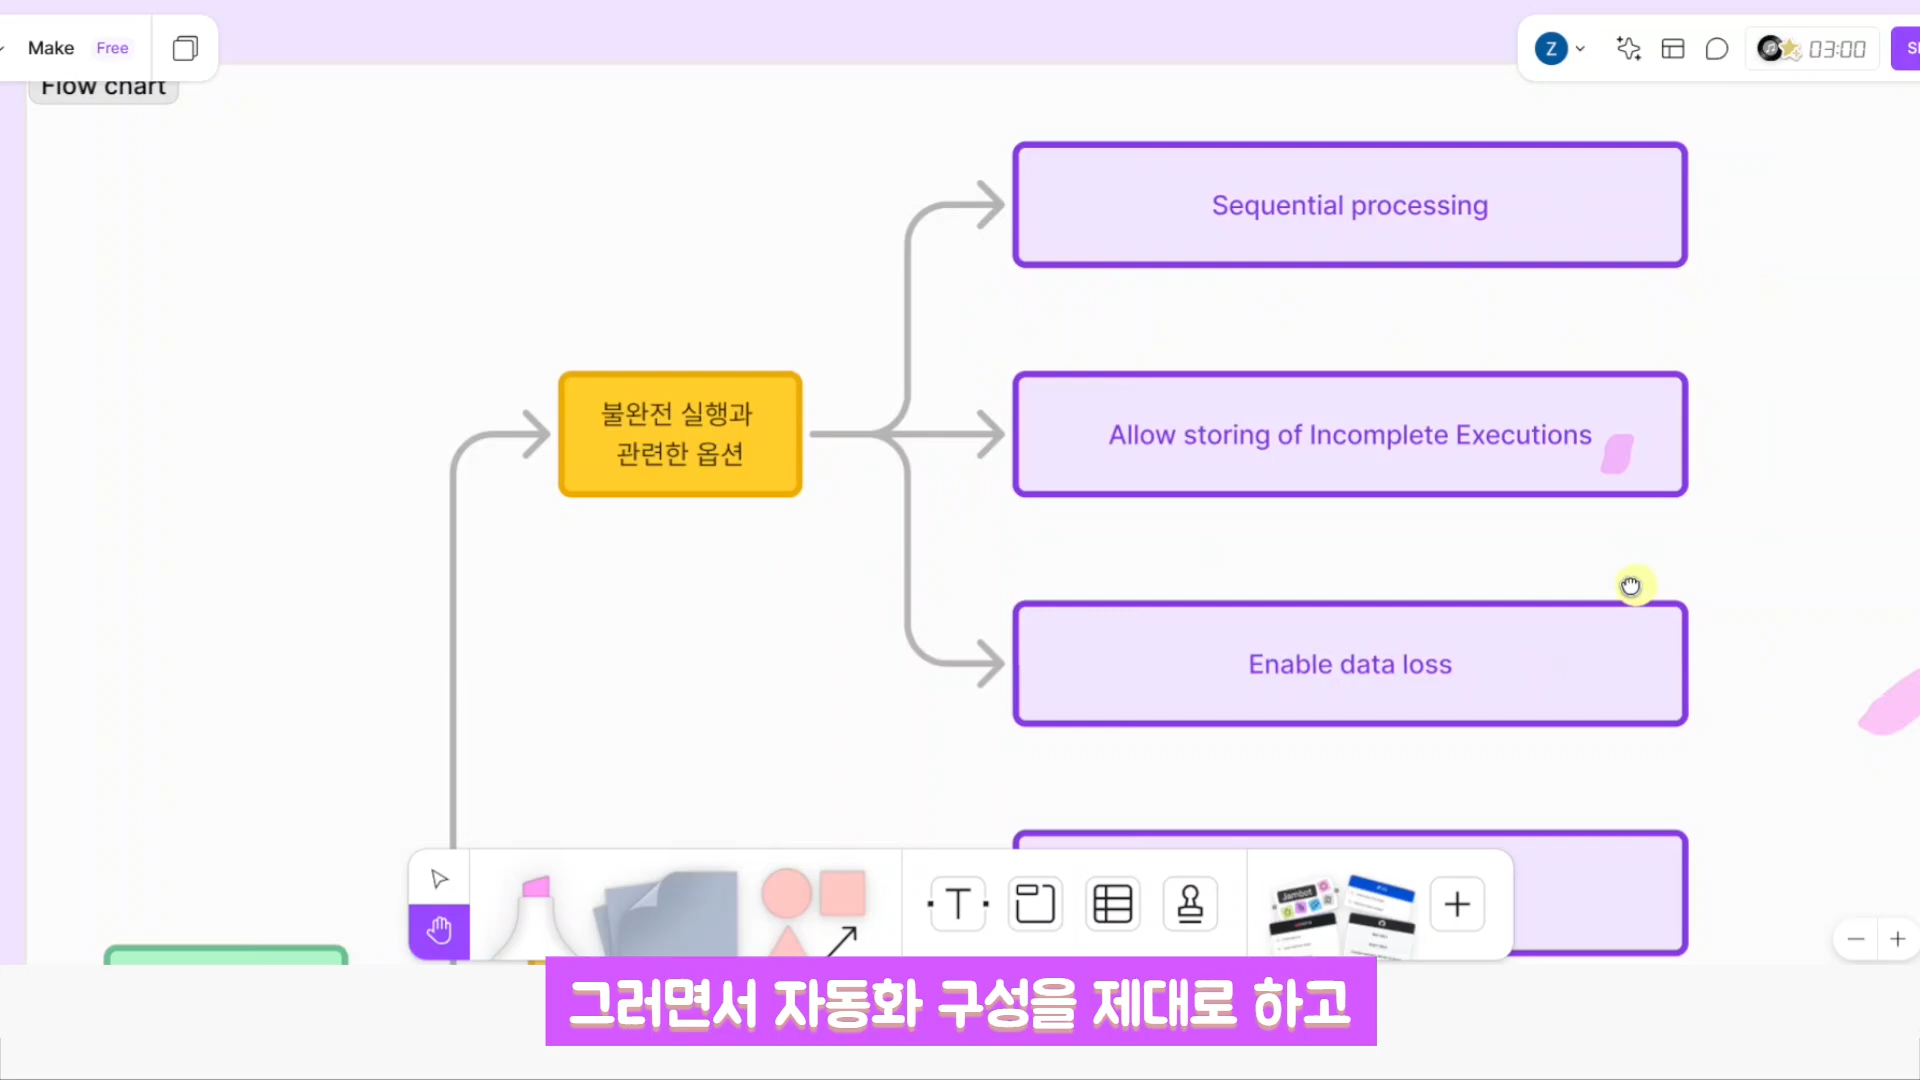 Make Free
Z
03:00
Flow chart
Sequential processing
불완전 실행과
관련한 옵션
Allow storing of Incomplete Executions
Enable data loss
T
Jambot
그러면서 자동화 구성을 제대로 하고